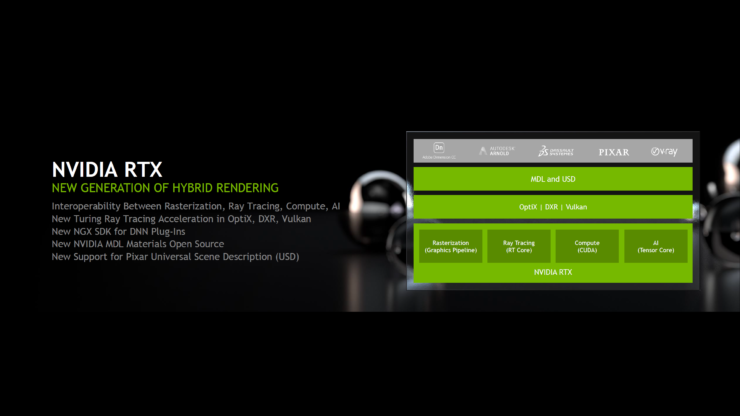 NVIDIA RTX
NEW GENERATION OF HYBRID RENDERING
Interoperability Between Rasterization, Ray Tracing, Compute, AI
New Turing Ray Tracing Acceleration in OptiX, DXR, Vulkan
New NGX SDK for DNN Plug-Ins
New NVIDIA MDL Materials Open Source
New Support for Pixar Universal Scene Description (USD)
Dn
AUTODESK
ARNOLD
DASSAULT
SYSTEMES
PIXAR
v·ray
MDL and USD
OptiX | DXR | Vulkan
Rasterization
(Graphics Pipeline)
Ray Tracing
(RT Core)
Compute
(CUDA)
AI
(Tensor Core)
NVIDIA RTX